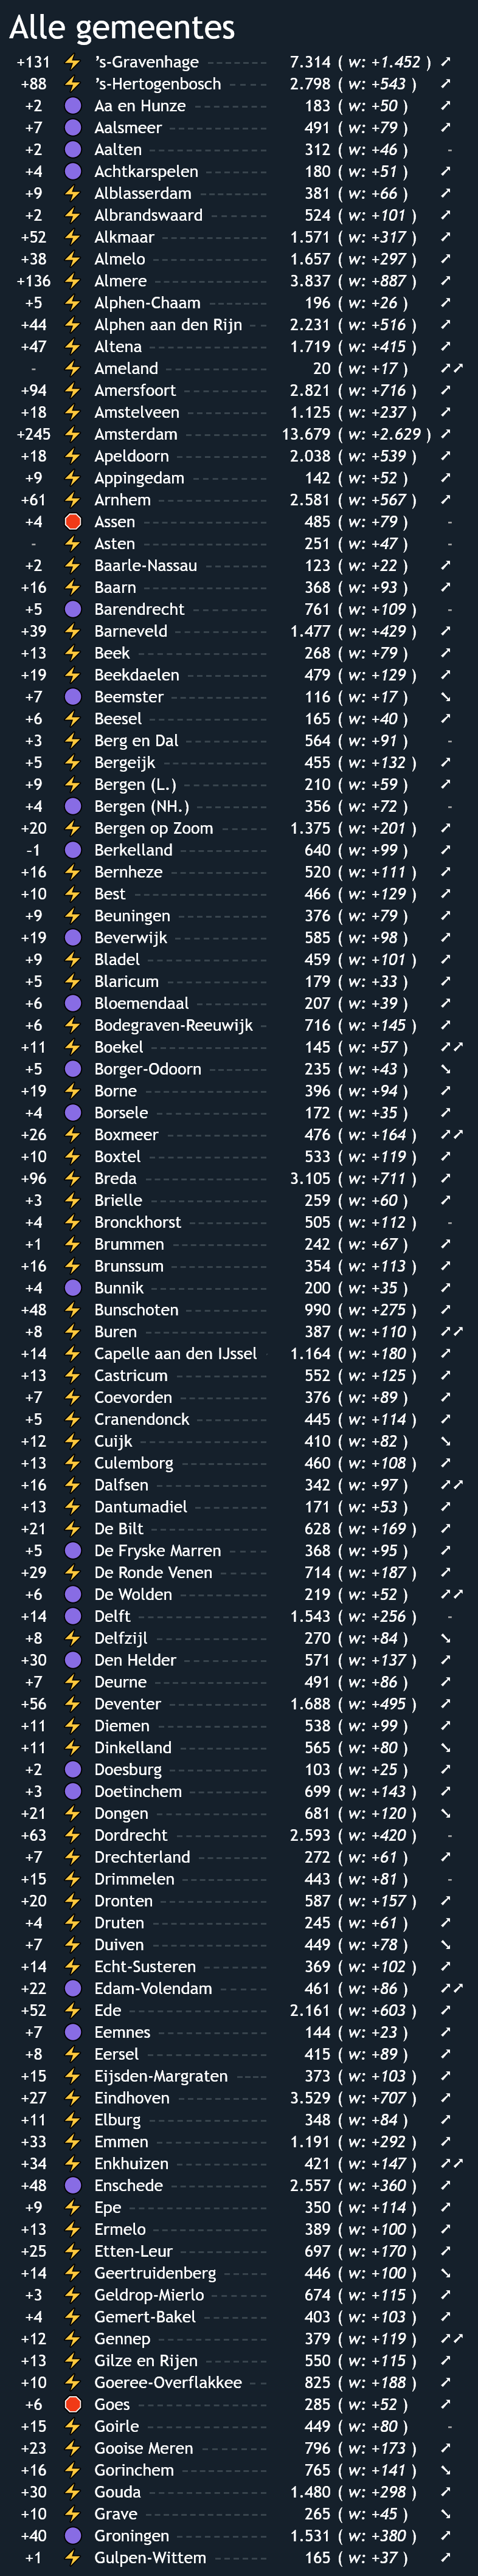 Alle gemeentes
+131 's-Gravenhage 7.314 ( w: +1.452 )
+88 's-Hertogenbosch 2.798 ( w: +543 )
+2 Aa en Hunze 183 ( w: +50 )
+7 Aalsmeer 491 ( w: +79 )
+2 Aalten 312 ( w: +46 ) -
+4 Achtkarspelen 180 ( w: +51 )
+9 Alblasserdam 381 ( w: +66 )
+2 Albrandswaard 524 ( w: +101 )
+52 Alkmaar 1.571 ( w: +317 )
+38 Almelo 1.657 ( w: +297 )
+136 Almere 3.837 ( w: +887 )
+5 Alphen-Chaam 196 ( w: +26 )
+44 Alphen aan den Rijn 2.231 ( w: +516 )
+47 Altena 1.719 ( w: +415 )
- Ameland 20 ( w: +17 )
+94 Amersfoort 2.821 ( w: +716 )
+18 Amstelveen 1.125 ( w: +237 )
+245 Amsterdam 13.679 ( w: +2.629 )
+18 Apeldoorn 2.038 ( w: +539 )
+9 Appingedam 142 ( w: +52 )
+61 Arnhem 2.581 ( w: +567 )
+4 Assen 485 ( w: +79 ) -
- Asten 251 ( w: +47 ) -
+2 Baarle-Nassau 123 ( w: +22 )
+16 Baarn 368 ( w: +93 )
+5 Barendrecht 761 ( w: +109 ) -
+39 Barneveld 1.477 ( w: +429 )
+13 Beek 268 ( w: +79 )
+19 Beekdaelen 479 ( w: +129 )
+7 Beemster 116 ( w: +17 )
+6 Beesel 165 ( w: +40 )
+3 Berg en Dal 564 ( w: +91 ) -
+5 Bergeijk 455 ( w: +132 )
+9 Bergen (L.) 210 ( w: +59 )
+4 Bergen (NH.) 356 ( w: +72 ) -
+20 Bergen op Zoom 1.375 ( w: +201 )
-1 Berkelland 640 ( w: +99 )
+16 Bernheze 520 ( w: +111 )
+10 Best 466 ( w: +129 )
+9 Beuningen 376 ( w: +79 )
+19 Beverwijk 585 ( w: +98 )
+9 Bladel 459 ( w: +101 )
+5 Blaricum 179 ( w: +33 )
+6 Bloemendaal 207 ( w: +39 )
+6 Bodegraven-Reeuwijk 716 ( w: +145 )
+11 Boekel 145 ( w: +57 )
+5 Borger-Odoorn 235 ( w: +43 )
+19 Borne 396 ( w: +94 )
+4 Borsele 172 ( w: +35 )
+26 Boxmeer 476 ( w: +164 )
+10 Boxtel 533 ( w: +119 )
+96 Breda 3.105 ( w: +711 )
+3 Brielle 259 ( w: +60 )
+4 Bronckhorst 505 ( w: +112 ) -
+1 Brummen 242 ( w: +67 )
+16 Brunssum 354 ( w: +113 )
+4 Bunnik 200 ( w: +35 )
+48 Bunschoten 990 ( w: +275 )
+8 Buren 387 ( w: +110 )
+14 Capelle aan den IJssel 1.164 ( w: +180 )
+13 Castricum 552 ( w: +125 )
+7 Coevorden 376 ( w: +89 )
+5 Cranendonck 445 ( w: +114 )
+12 Cuijk 410 ( w: +82 )
+13 Culemborg 460 ( w: +108 )
+16 Dalfsen 342 ( w: +97 )
+13 Dantumadiel 171 ( w: +53 )
+21 De Bilt 628 ( w: +169 )
+5 De Fryske Marren 368 ( w: +95 )
+29 De Ronde Venen 714 ( w: +187 )
+6 De Wolden 219 ( w: +52 )
+14 Delft 1.543 ( w: +256 ) -
+8 Delfzijl 270 ( w: +84 )
+30 Den Helder 571 ( w: +137 )
+7 Deurne 491 ( w: +86 )
+56 Deventer 1.688 ( w: +495 )
+11 Diemen 538 ( w: +99 )
+11 Dinkelland 565 ( w: +80 )
+2 Doesburg 103 ( w: +25 )
+3 Doetinchem 699 ( w: +143 )
+21 Dongen 681 ( w: +120 )
+63 Dordrecht 2.593 ( w: +420 ) -
+7 Drechterland 272 ( w: +61 )
+15 Drimmelen 443 ( w: +81 ) -
+20 Dronten 587 ( w: +157 )
+4 Druten 245 ( w: +61 )
+7 Duiven 449 ( w: +78 )
+14 Echt-Susteren 369 ( w: +102 )
+22 Edam-Volendam 461 ( w: +86 )
+52 Ede 2.161 ( w: +603 )
+7 Eemnes 144 ( w: +23 )
+8 Eersel 415 ( w: +89 )
+15 Eijsden-Margraten 373 ( w: +103 )
+27 Eindhoven 3.529 ( w: +707 )
+11 Elburg 348 ( w: +84 )
+33 Emmen 1.191 ( w: +292 )
+34 Enkhuizen 421 ( w: +147 )
+48 Enschede 2.557 ( w: +360 )
+9 Epe 350 ( w: +114 )
+13 Ermelo 389 ( w: +100 )
+25 Etten-Leur 697 ( w: +170 )
+14 Geertruidenberg 446 ( w: +100 )
+3 Geldrop-Mierlo 674 ( w: +115 )
+4 Gemert-Bakel 403 ( w: +103 )
+12 Gennep 379 ( w: +119 )
+13 Gilze en Rijen 550 ( w: +115 )
+10 Goeree-Overflakkee 825 ( w: +188 )
+6 Goes 285 ( w: +52 )
+15 Goirle 449 ( w: +80 ) -
+23 Gooise Meren 796 ( w: +173 )
+16 Gorinchem 765 ( w: +141 )
+30 Gouda 1.480 ( w: +298 )
+10 Grave 265 ( w: +45 )
+40 Groningen 1.531 ( w: +380 )
+1 Gulpen-Wittem 165 ( w: +37 )